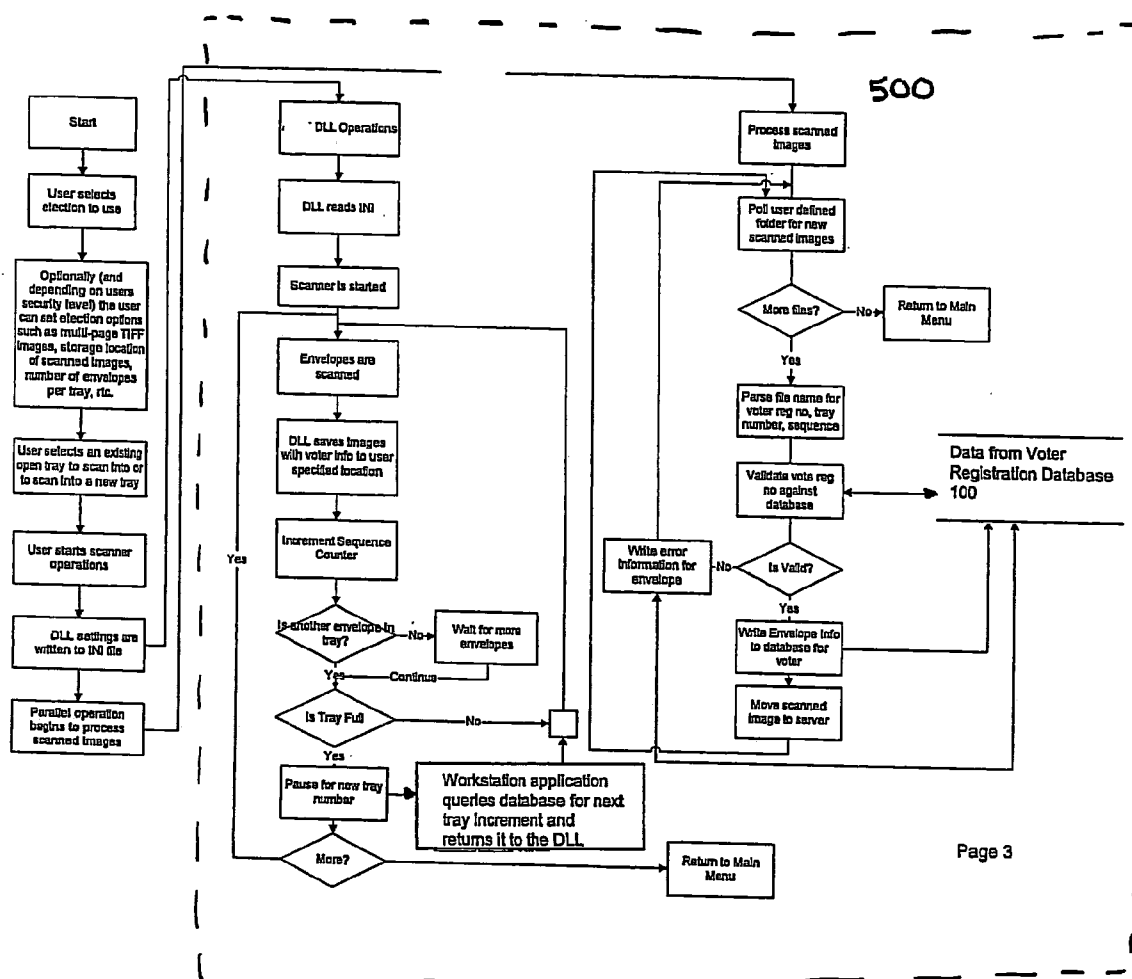 500
Start
User selects
election to use
Optionally (and
depending on users
security level) the user
can set election options
such as multi-page TIFF
images, storage location
of scanned images,
number of envelopes
per tray, etc.
User selects an existing
open tray to scan into or
to scan into a new tray
User starts scanner
operations
DLL settings are
written to INI file
Parallel operation
begins to process
scanned images
DLL Operations
DLL reads INI
Scanner is started
Envelopes are
scanned
DLL saves images
with voter info to user
specified location
Increment Sequence
Counter
Is another envelope in
tray?
No
Wait for more
envelopes
Yes
Continue
Is Tray Full
No
Yes
Pause for new tray
number
Workstation application
queries database for next
tray increment and
returns it to the DLL
More?
Yes
Return to Main
Menu
Process scanned
images
Poll user defined
folder for new
scanned images
More files?
No
Return to Main
Menu
Yes
Parse file name for
voter reg no, tray
number, sequence
Validate vote reg
no against
database
Data from Voter
Registration Database
100
Is Valid?
No
Write error
information for
envelope
Yes
Write Envelope Info
to database for
voter
Move scanned
image to server
Page 3